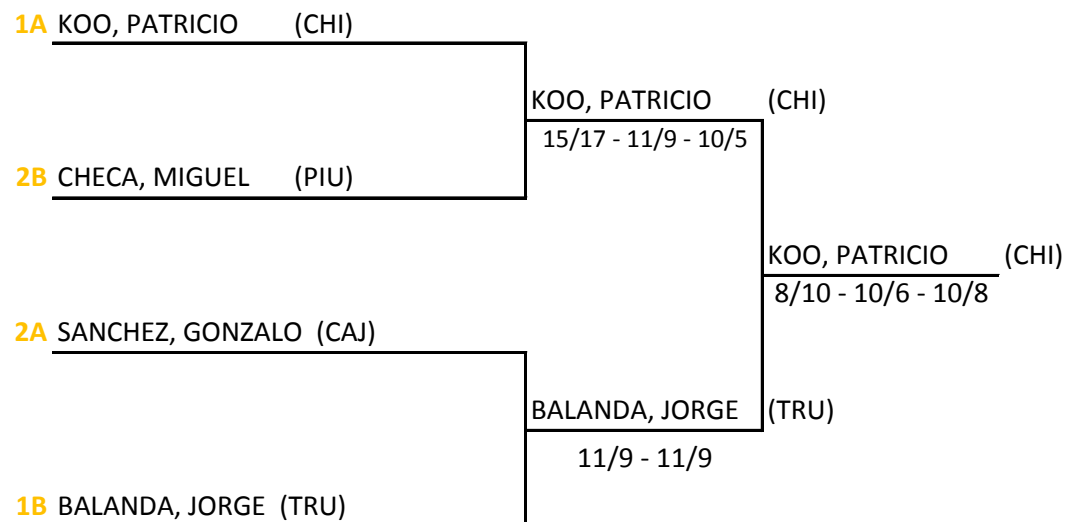 1A KOO, PATRICIO (CHI)
KOO, PATRICIO (CHI)
15/17 - 11/9 - 10/5
2B CHECA, MIGUEL (PIU)
KOO, PATRICIO (CHI)
8/10 - 10/6 - 10/8
2A SANCHEZ, GONZALO (CAJ)
BALANDA, JORGE (TRU)
11/9 - 11/9
1B BALANDA, JORGE (TRU)